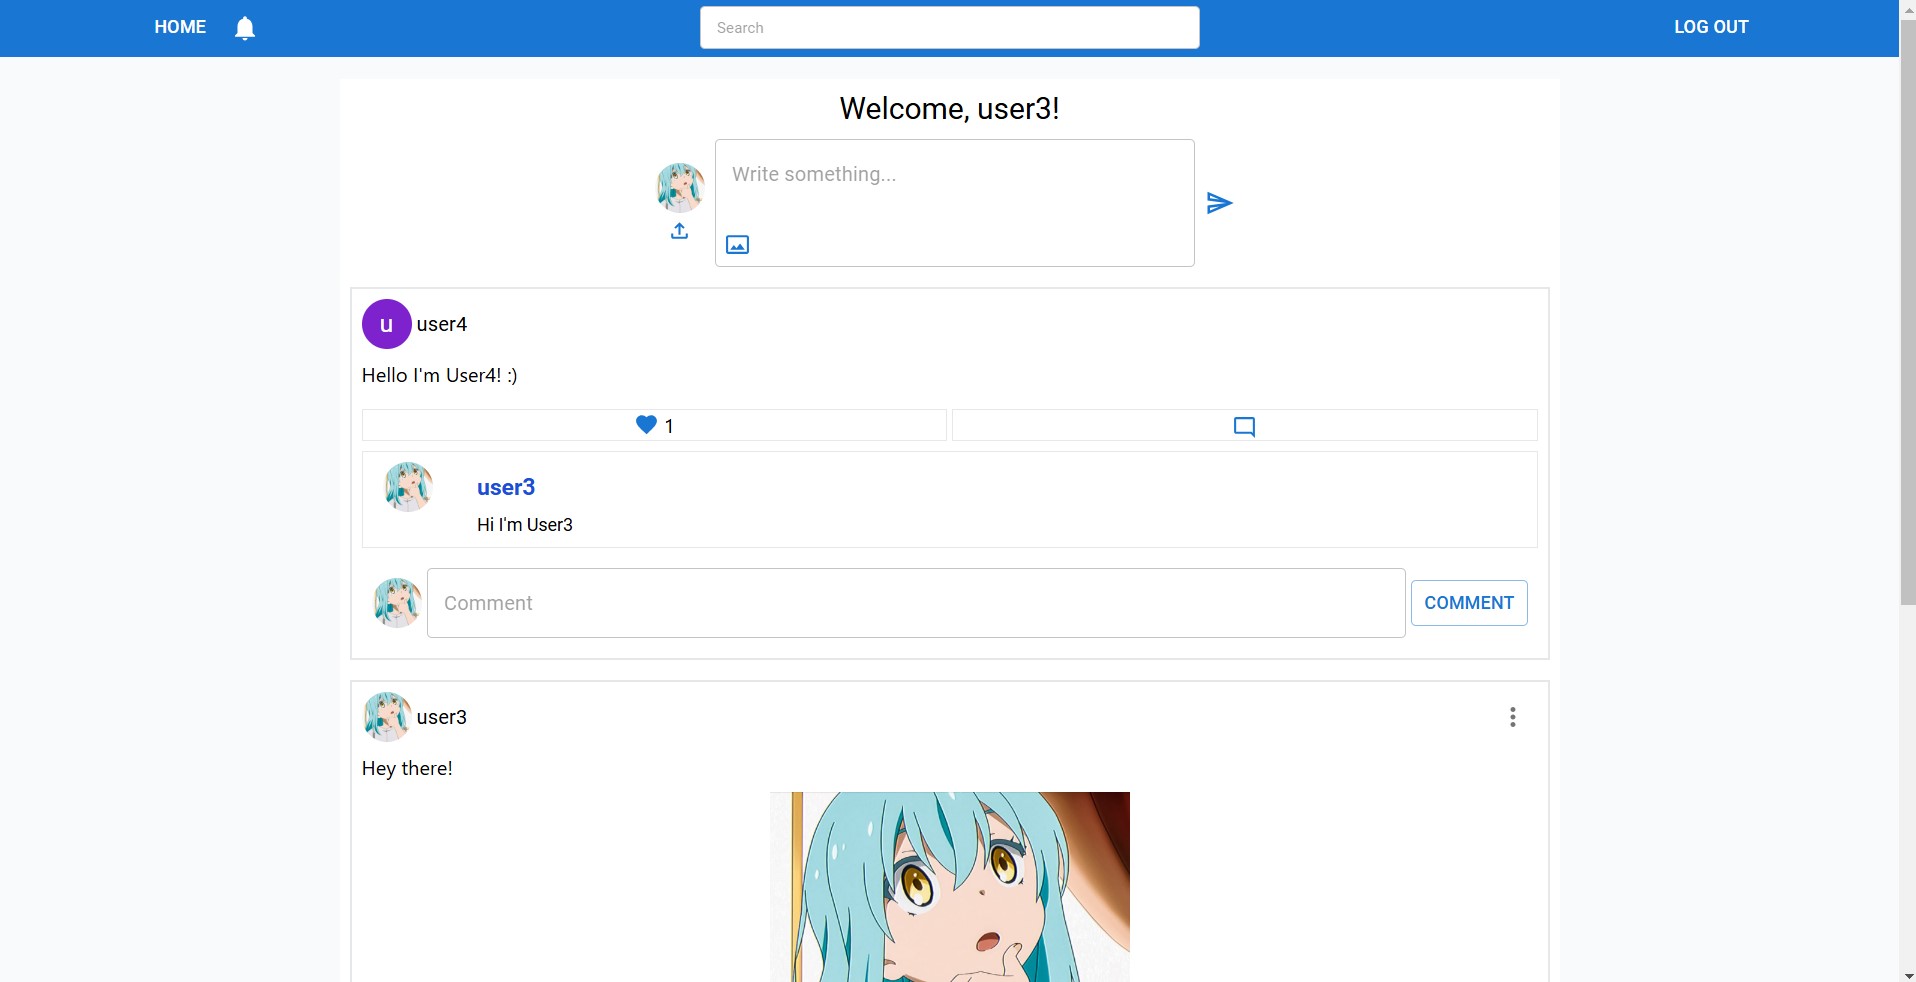 HOME
Search
LOG OUT
Welcome, user3!
Write something...
u
user4
Hello I'm User4! :)
1
user3
Hi I'm User3
Comment
COMMENT
user3
Hey there!